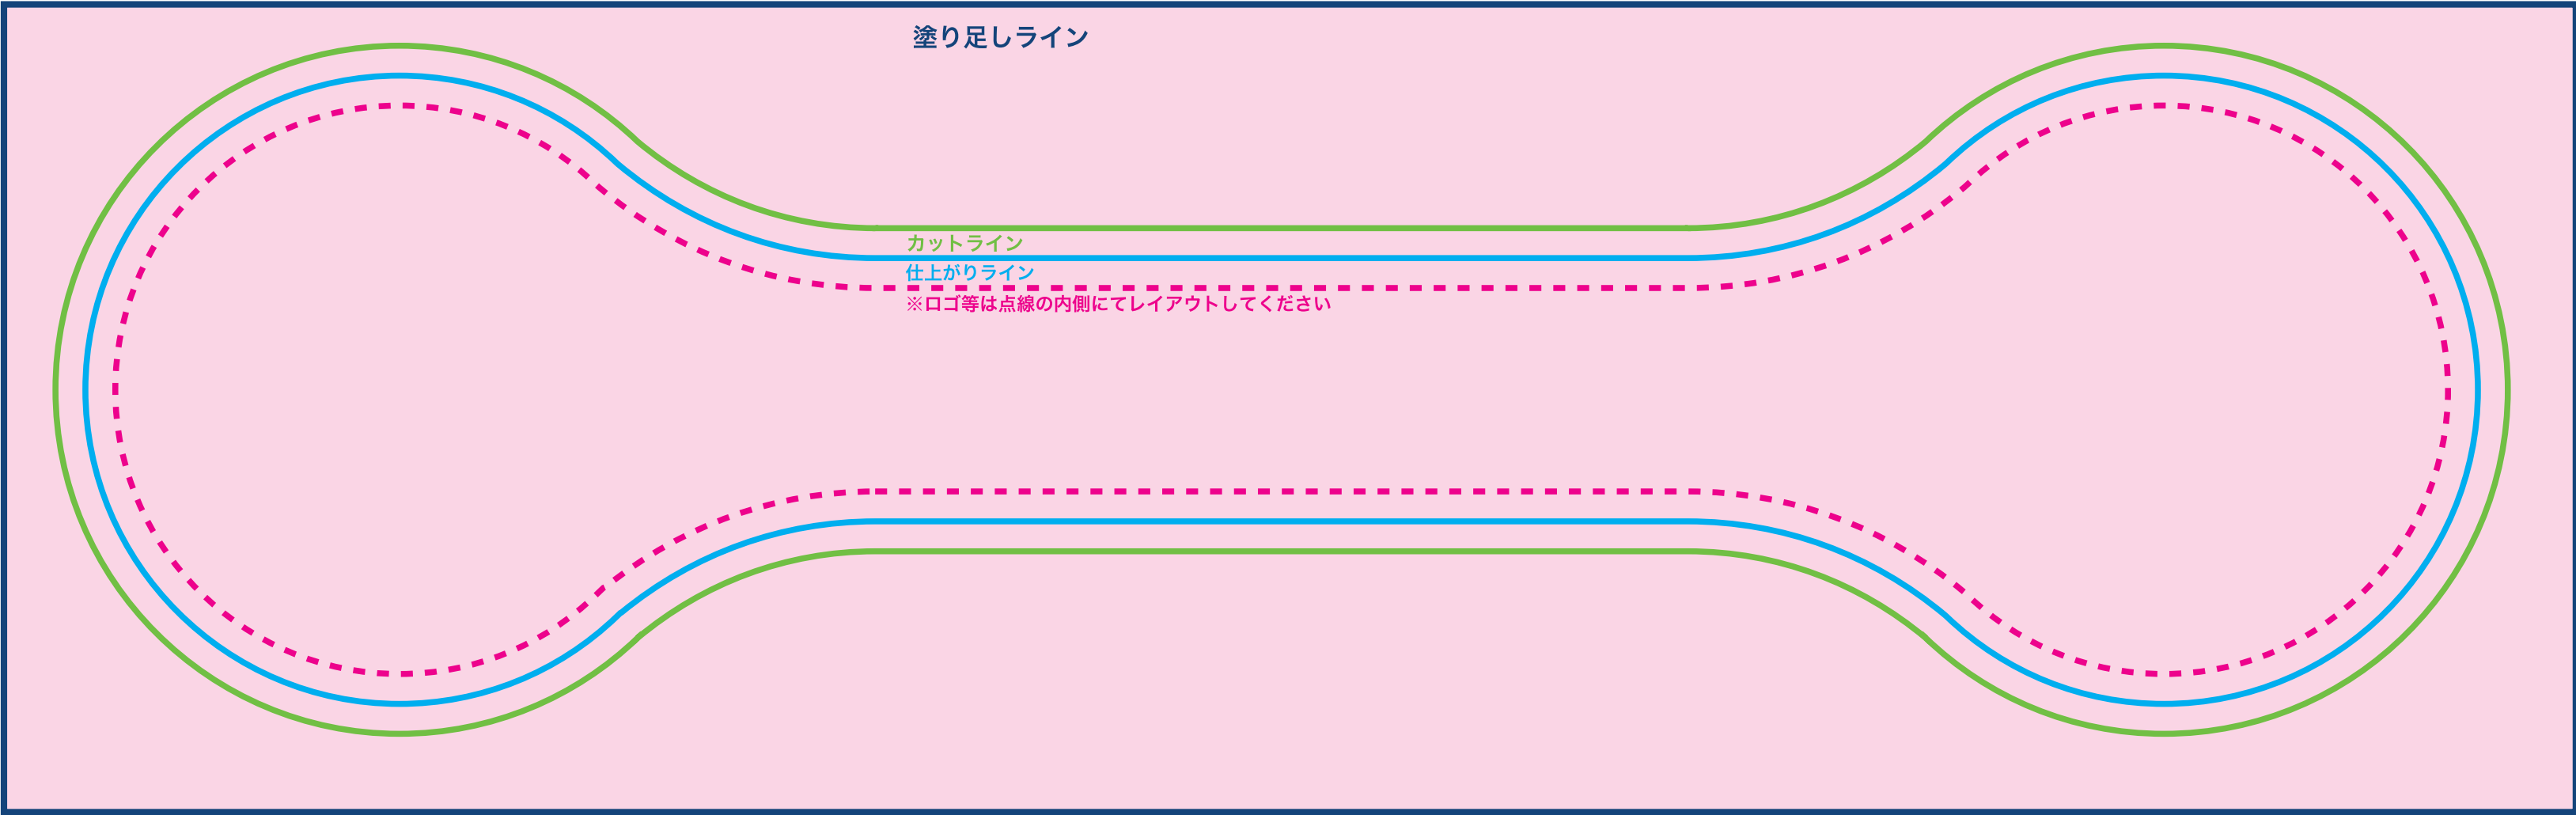 塗り足しライン
カットライン
仕上がりライン
※ロゴ等は点線の内側にてレイアウトしてください